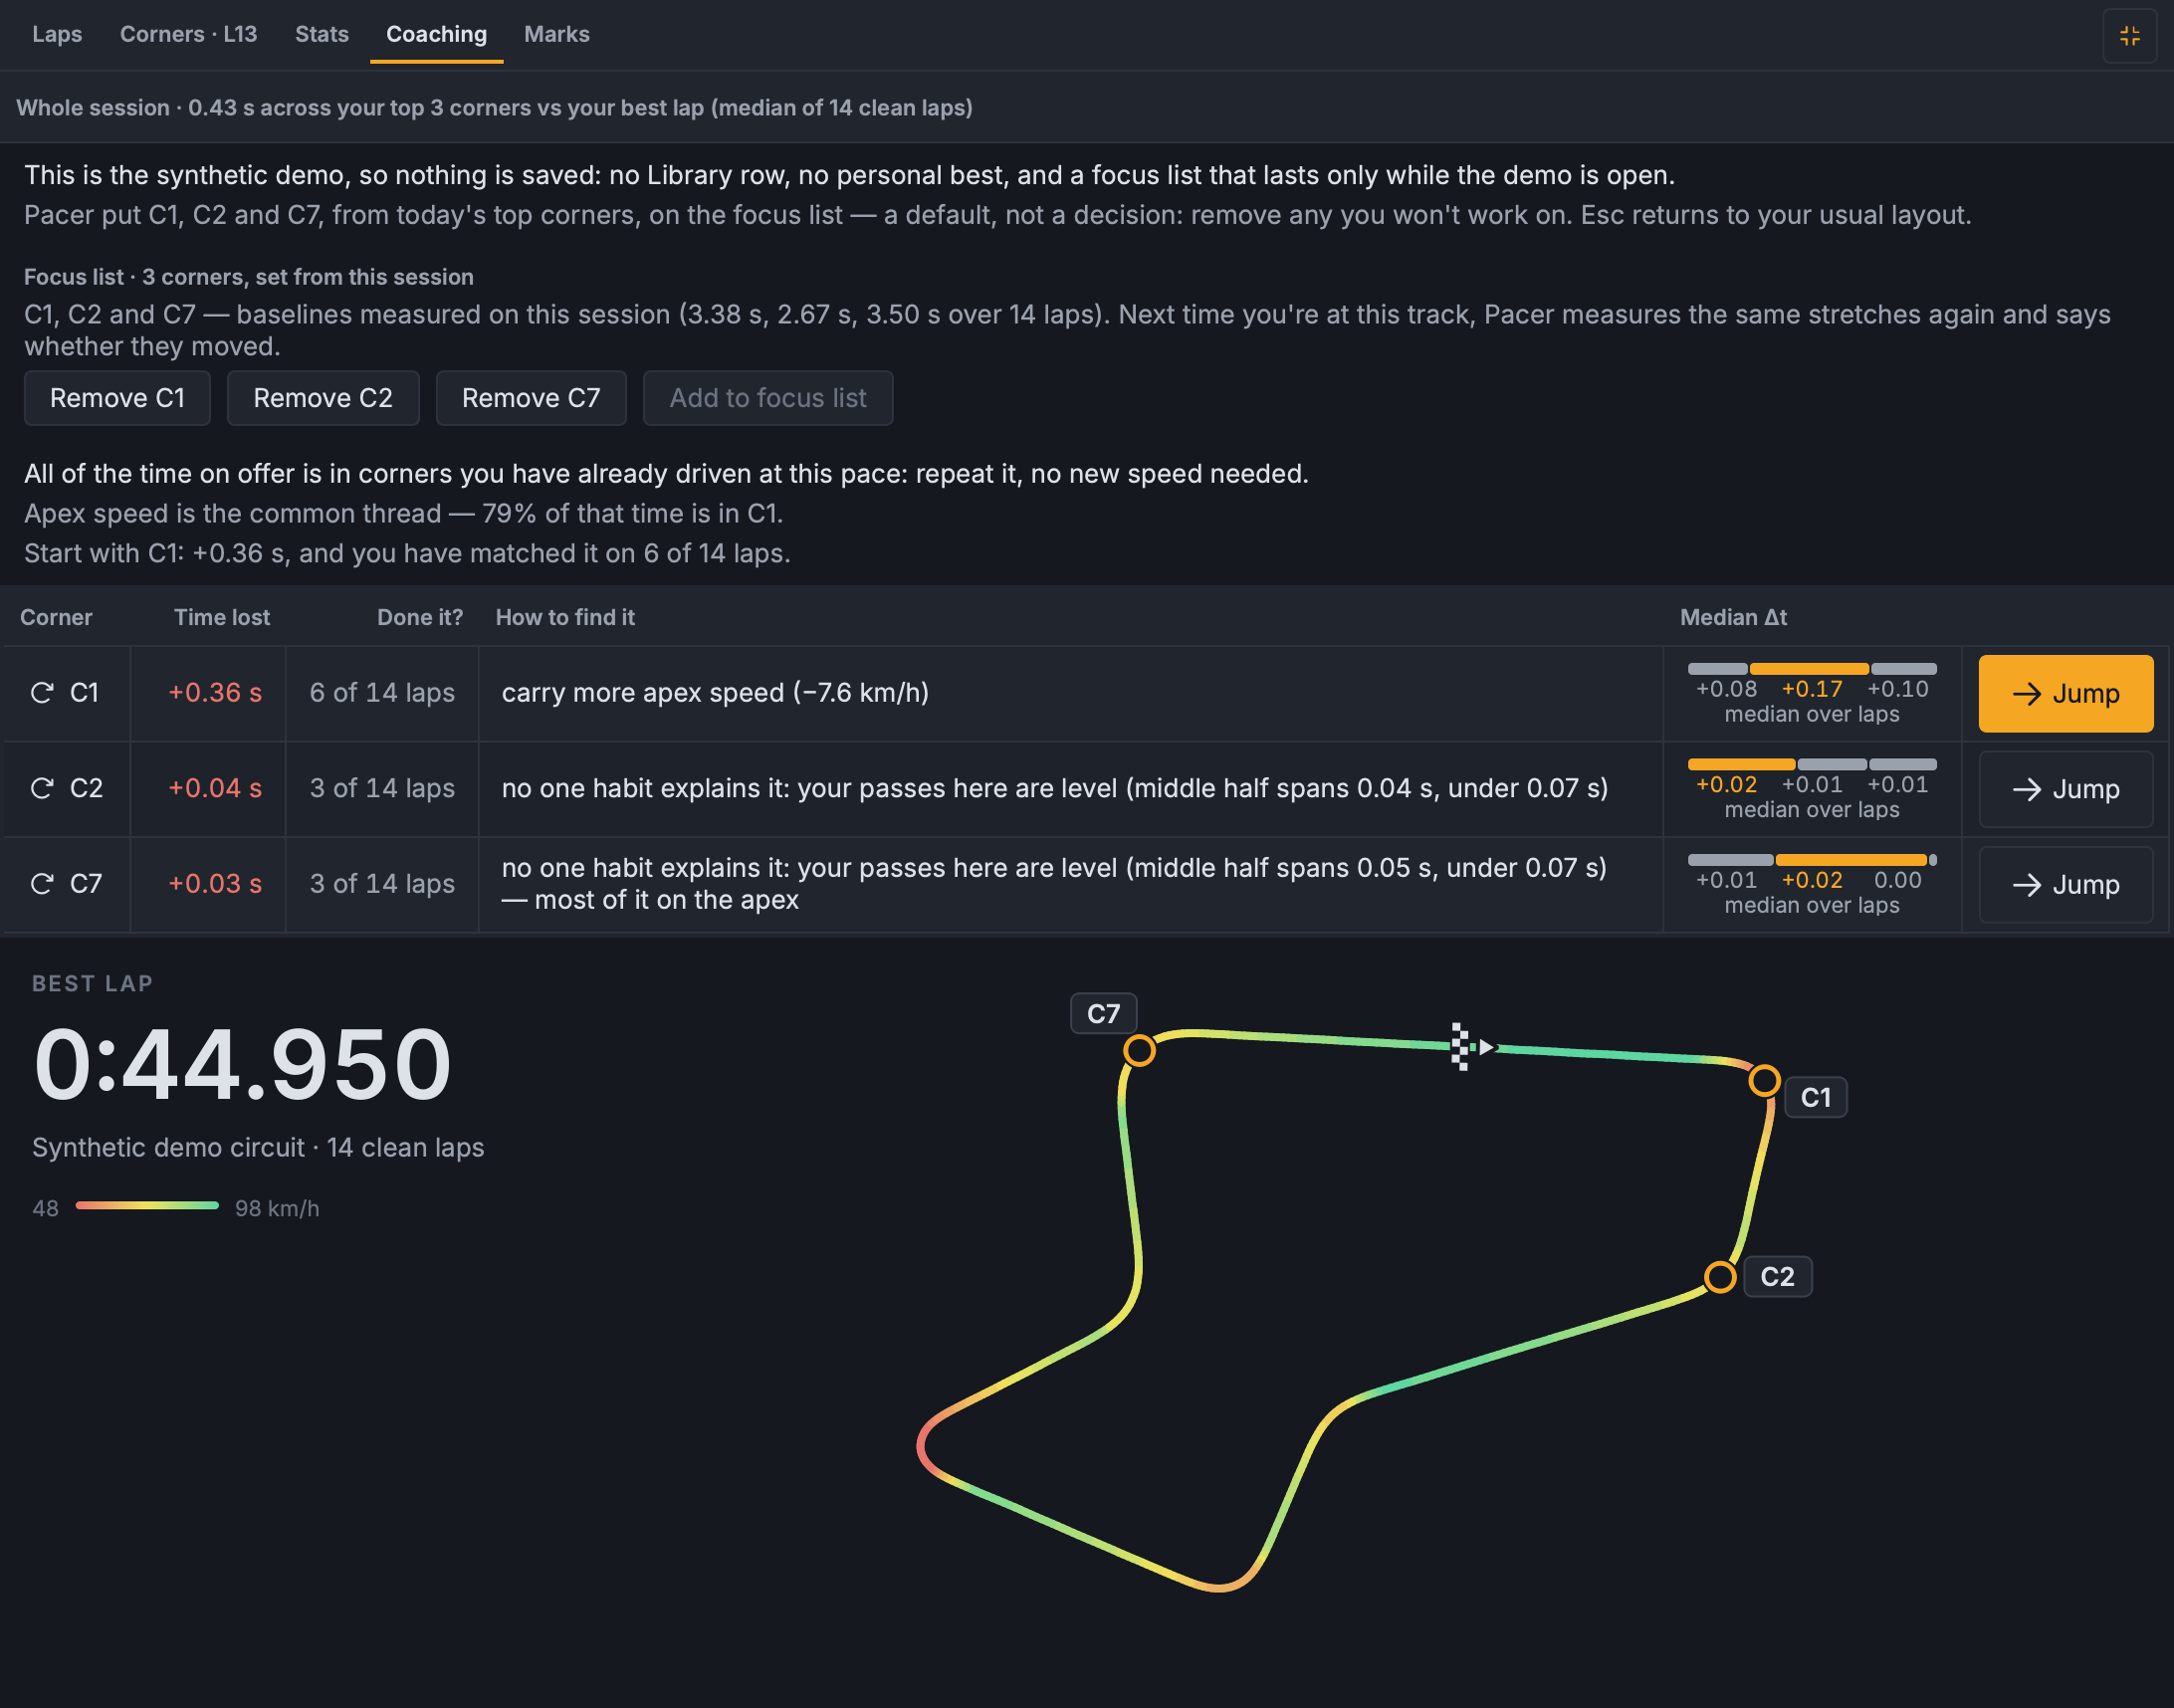 Laps Corners · L13 Stats Coaching Marks
Whole session · 0.43 s across your top 3 corners vs your best lap (median of 14 clean laps)
This is the synthetic demo, so nothing is saved: no Library row, no personal best, and a focus list that lasts only while the demo is open.
Pacer put C1, C2 and C7, from today's top corners, on the focus list — a default, not a decision: remove any you won't work on. Esc returns to your usual layout.
Focus list · 3 corners, set from this session
C1, C2 and C7 — baselines measured on this session (3.38 s, 2.67 s, 3.50 s over 14 laps). Next time you're at this track, Pacer measures the same stretches again and says
whether they moved.
Remove C1 Remove C2 Remove C7 Add to focus list
All of the time on offer is in corners you have already driven at this pace: repeat it, no new speed needed.
Apex speed is the common thread — 79% of that time is in C1.
Start with C1: +0.36 s, and you have matched it on 6 of 14 laps.
Corner Time lost Done it? How to find it Median Δt
C1 +0.36 s 6 of 14 laps carry more apex speed (−7.6 km/h) +0.08 +0.17 +0.10 Jump
median over laps
C2 +0.04 s 3 of 14 laps no one habit explains it: your passes here are level (middle half spans 0.04 s, under 0.07 s) +0.02 +0.01 +0.01 Jump
median over laps
C7 +0.03 s 3 of 14 laps no one habit explains it: your passes here are level (middle half spans 0.05 s, under 0.07 s) +0.01 +0.02 0.00 Jump
— most of it on the apex median over laps
BEST LAP
0:44.950
Synthetic demo circuit · 14 clean laps
48 98 km/h
C7
C1
C2